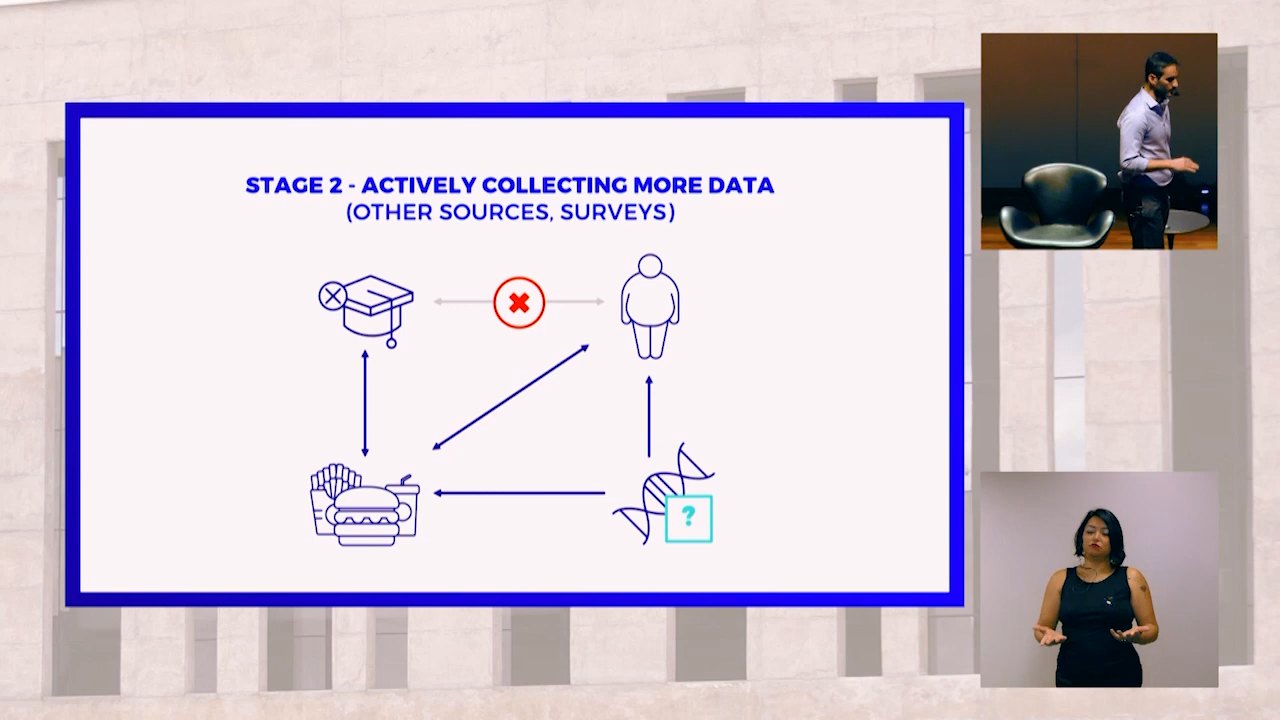 STAGE 2 - ACTIVELY COLLECTING MORE DATA
(OTHER SOURCES, SURVEYS)
?